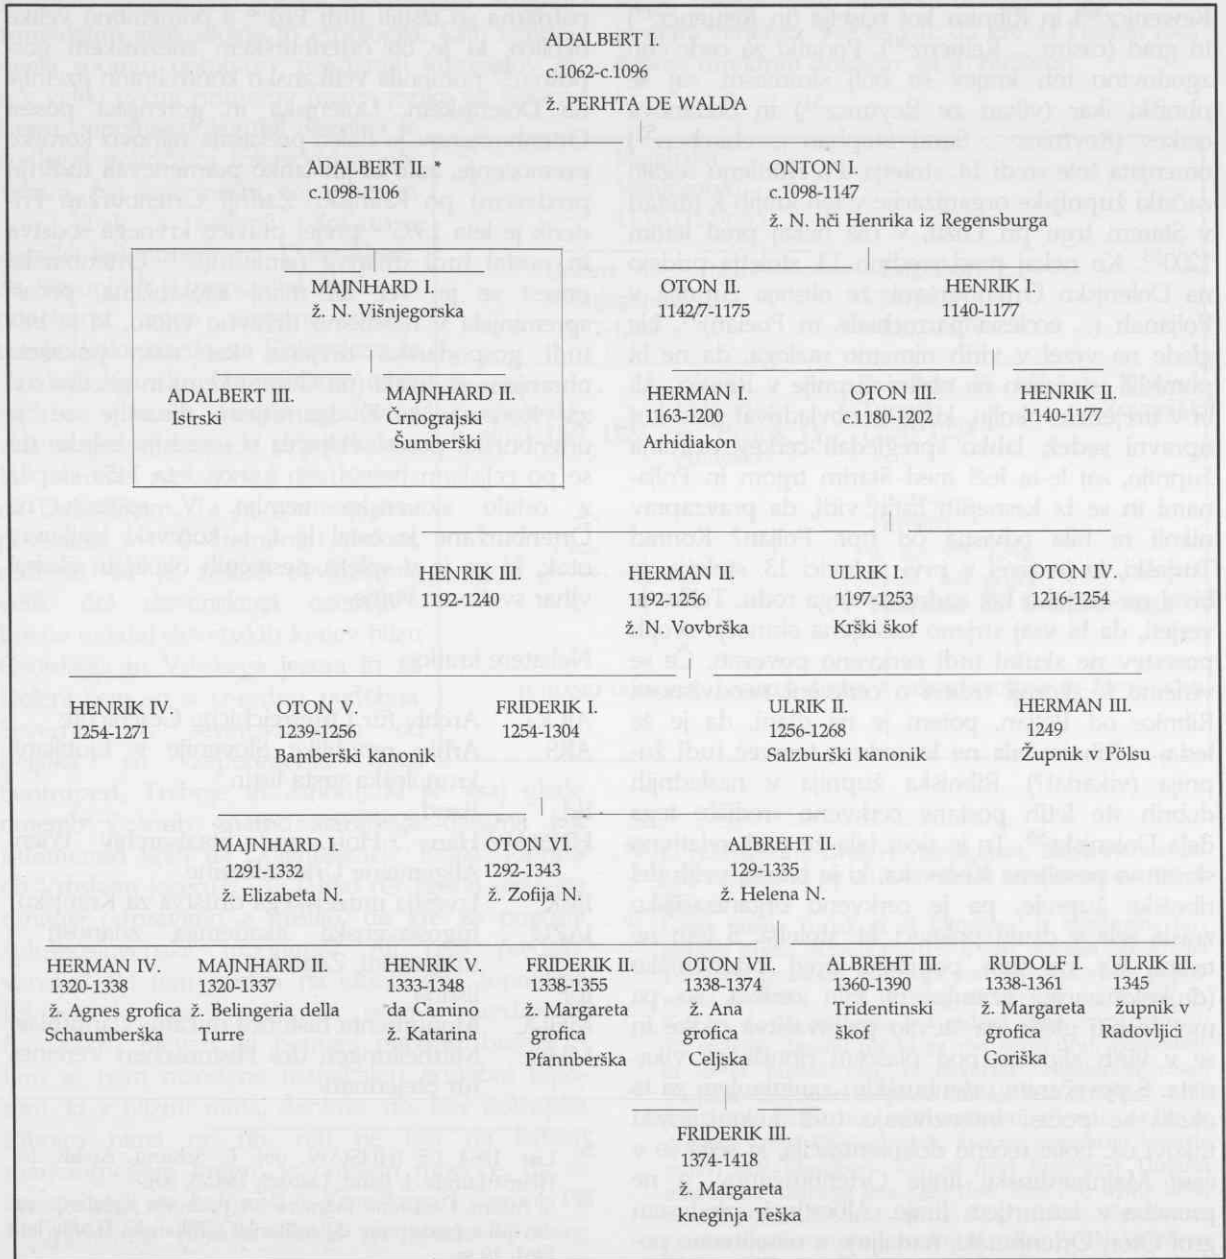 ADALBERT I.
c.1062-c.1096
ž. PERHTA DE WALDA
ADALBERT II. *
c.1098-1106
ONTON I.
c.1098-1147
ž. N. hči Henrika iz Regensburga
MAJNHARD I.
ž. N. Višnjegorska
OTON II.
1142/7-1175
HENRIK I.
1140-1177
ADALBERT III.
Istrski
MAJNHARD II.
Črnograjski
Šumberški
HERMAN I.
1163-1200
Arhidiakon
OTON III.
c.1180-1202
HENRIK II.
1140-1177
HENRIK III.
1192-1240
HERMAN II.
1192-1256
ž. N. Vovbrška
ULRIK I.
1197-1253
Krški škof
OTON IV.
1216-1254
HENRIK IV.
1254-1271
OTON V.
1239-1256
Bamberški kanonik
FRIDERIK I.
1254-1304
ULRIK II.
1256-1268
Salzburški kanonik
HERMAN III.
1249
Župnik v Pölsu
MAJNHARD I.
1291-1332
ž. Elizabeta N.
OTON VI.
1292-1343
ž. Zofija N.
ALBREHT II.
129-1335
ž. Helena N.
HERMAN IV.
1320-1338
ž. Agnes grofica
Schaumberška
MAJNHARD II.
1320-1337
ž. Belingeria della
Turre
HENRIK V.
1333-1348
da Camino
ž. Katarina
FRIDERIK II.
1338-1355
ž. Margareta
grofica
Pfannberška
OTON VII.
1338-1374
ž. Ana
grofica
Celjska
ALBREHT III.
1360-1390
Tridentinski
škof
RUDOLF I.
1338-1361
ž. Margareta
grofica
Goriška
ULRIK III.
1345
župnik v
Radovljici
FRIDERIK III.
1374-1418
ž. Margareta
kneginja Teška